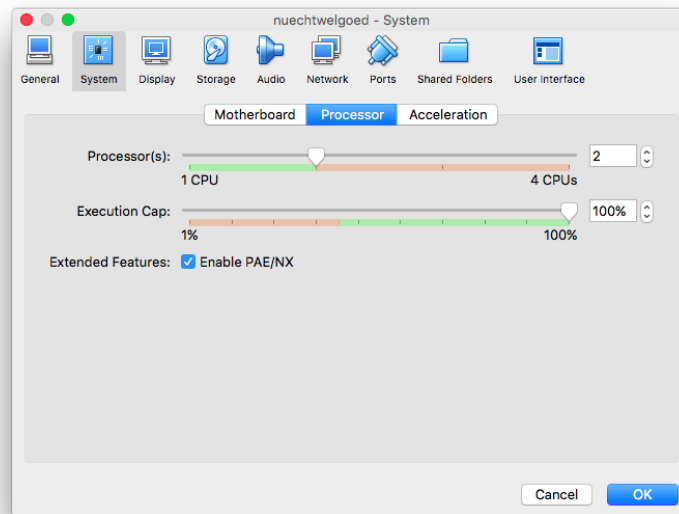 nuechtwelgoed - System
General System Display Storage Audio Network Ports Shared Folders User Interface
Motherboard Processor Acceleration
Processor(s): 2
1 CPU 4 CPUs
Execution Cap: 100%
1% 100%
Extended Features: Enable PAE/NX
Cancel OK